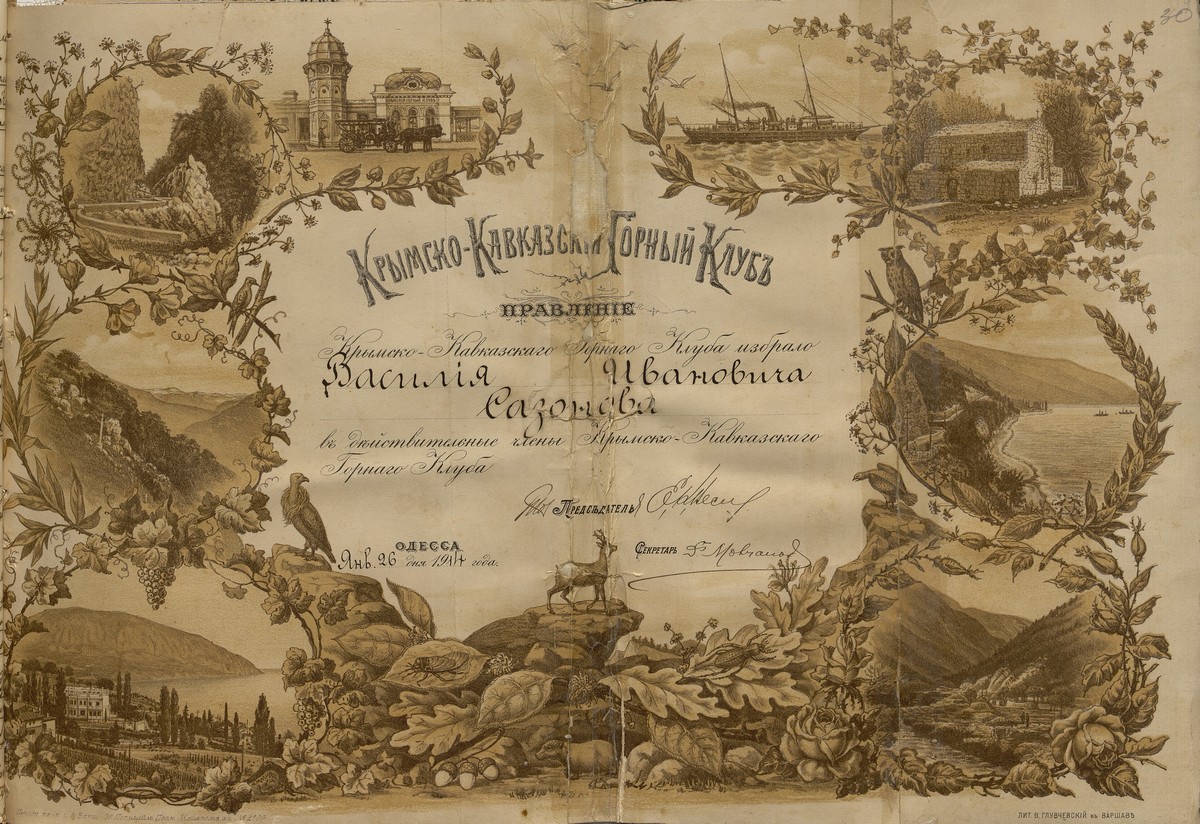 30
Крымско-Кавказскій Горный Клубъ
ПРАВЛЕНІЕ
Крымско-Кавказскаго Горнаго Клуба избрало
Василія Ивановича
Сазонова
въ дѣйствительные члены Крымско-Кавказскаго
Горнаго Клуба
Предсѣдатель
ОДЕССА
Янв. 26 дня 1914 года.
Секретарь
ЛИТ. В. ГЛУВЧЕВСКІЙ въ ВАРШАВѢ